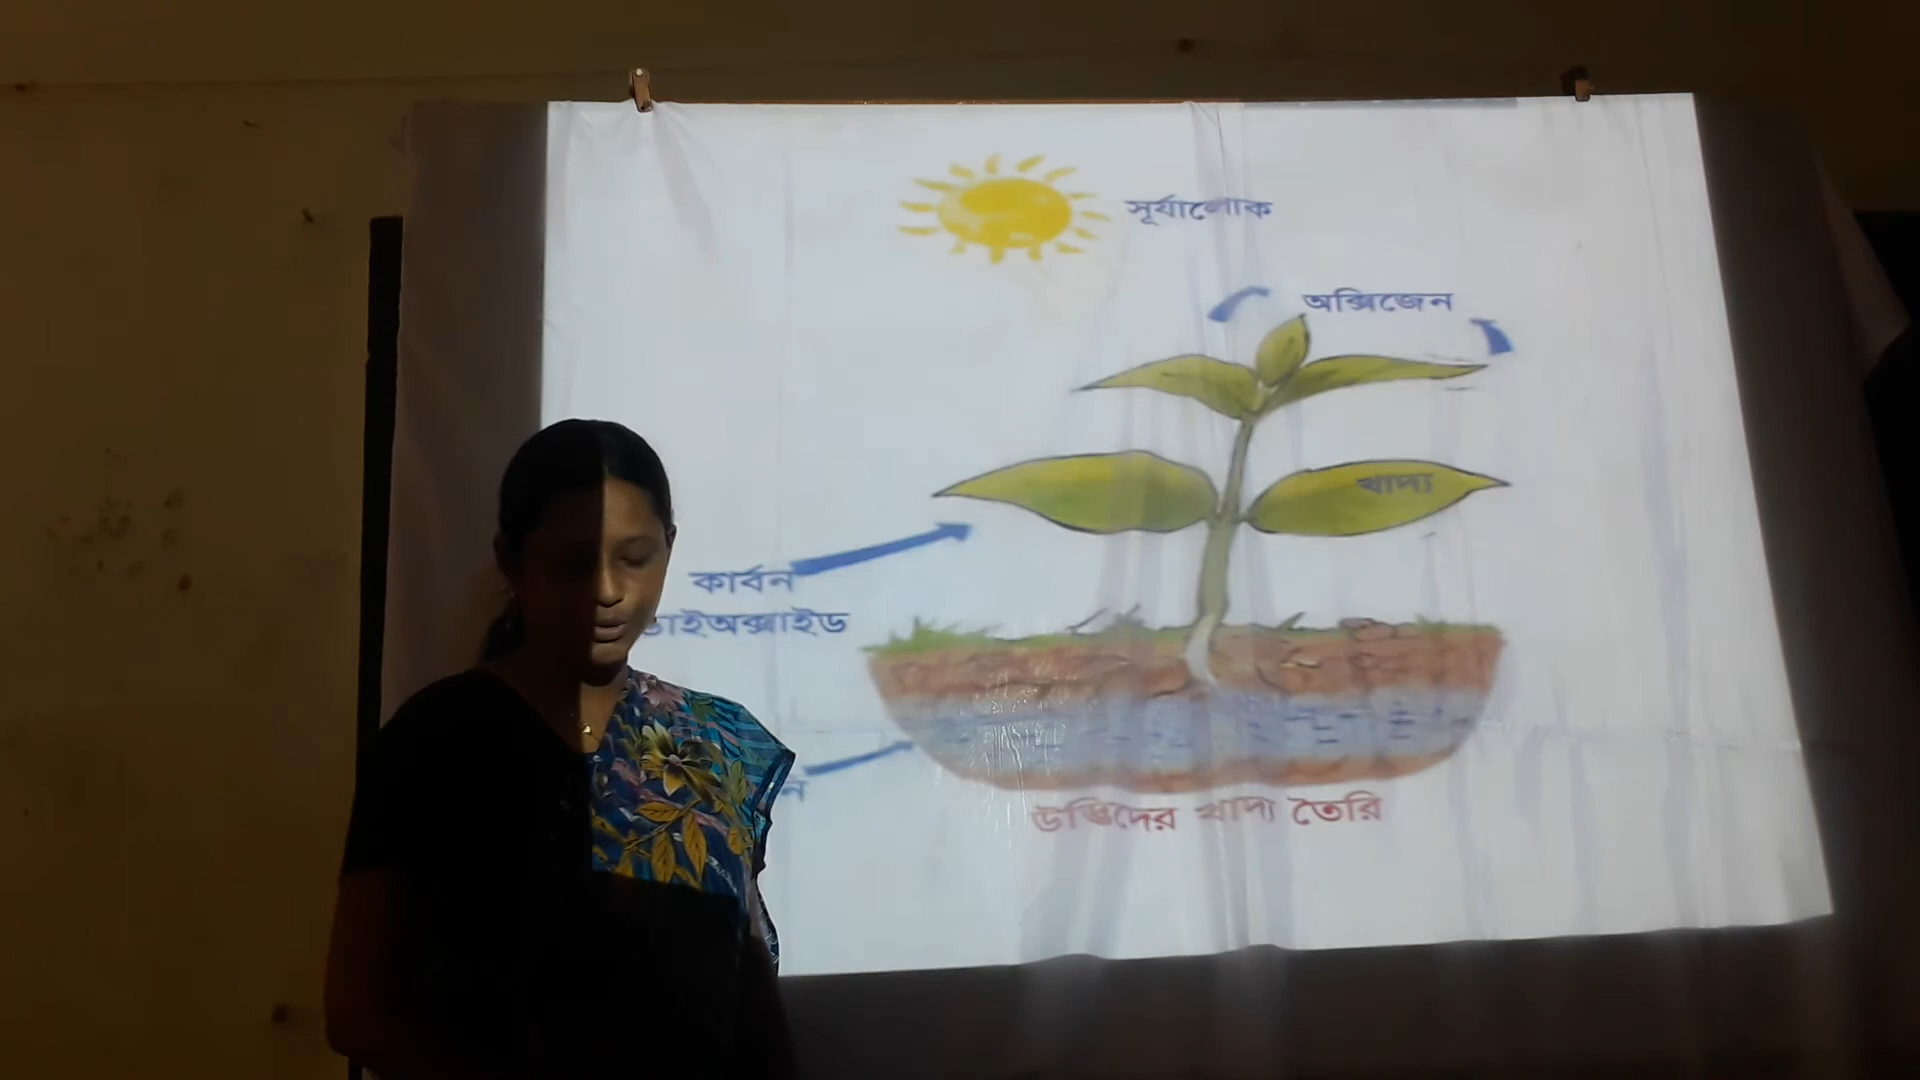 সূর্যালোক
অক্সিজেন
খাদ্য
কার্বন
ডাইঅক্সাইড
উদ্ভিদের খাদ্য তৈরি